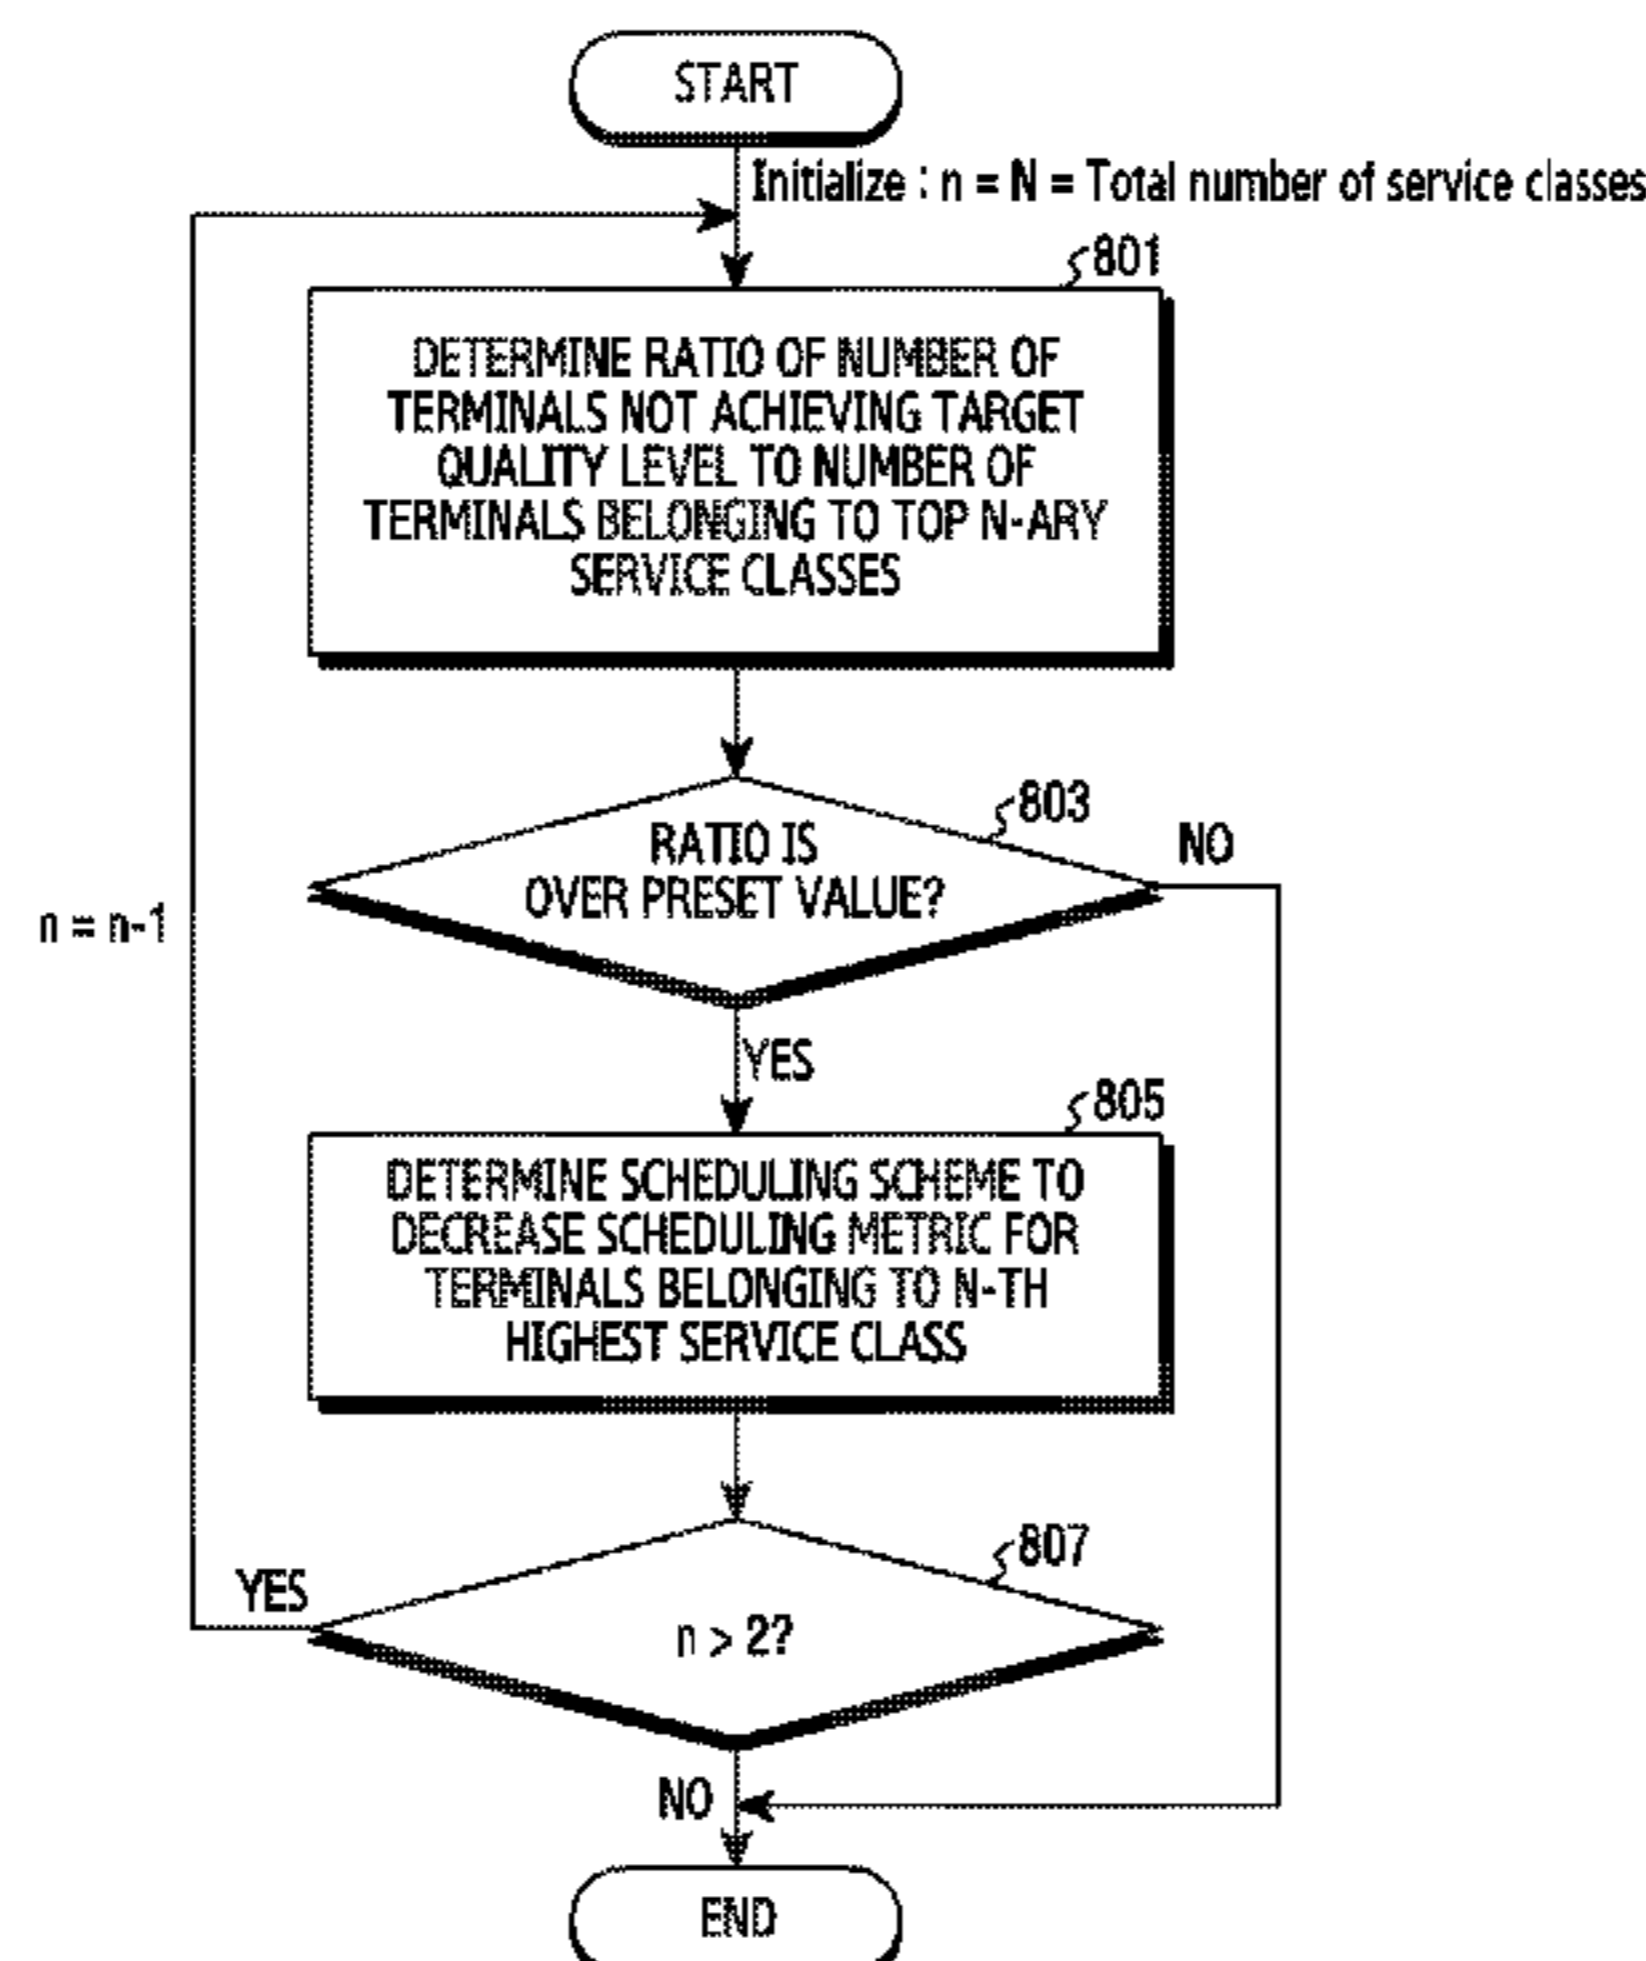 START
Initialize : n = N = Total number of service classes
801
DETERMINE RATIO OF NUMBER OF
TERMINALS NOT ACHIEVING TARGET
QUALITY LEVEL TO NUMBER OF
TERMINALS BELONGING TO TOP N-ARY
SERVICE CLASSES
803
RATIO IS
OVER PRESET VALUE?
NO
n = n-1
YES
805
DETERMINE SCHEDULING SCHEME TO
DECREASE SCHEDULING METRIC FOR
TERMINALS BELONGING TO N-TH
HIGHEST SERVICE CLASS
807
YES
n > 2?
NO
END